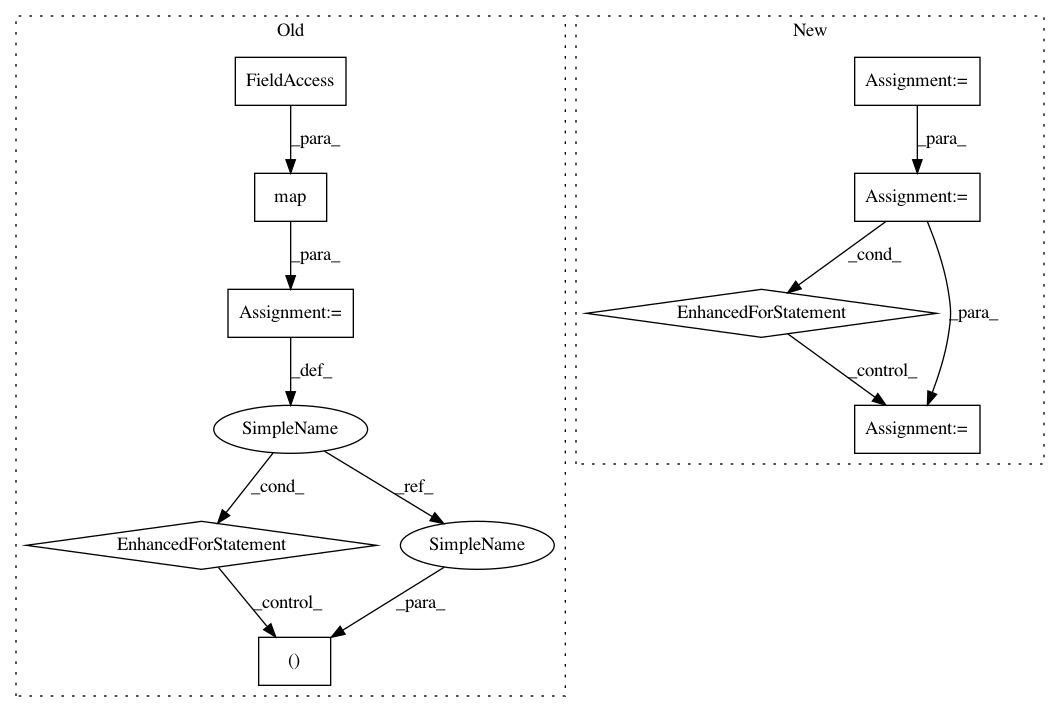 Old
New
FieldAccess
Assignment:=
_para_
_para_
map
Assignment:=
_para_
_cond_
Assignment:=
EnhancedForStatement
_para_
_def_
_control_
SimpleName
Assignment:=
_cond_
_ref_
EnhancedForStatement
SimpleName
_control_
_para_
()